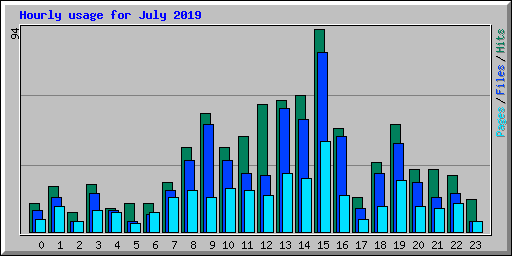 Hourly usage for July 2019
94
Pages / Files / Hits
0 1 2 3 4 5 6 7 8 9 10 11 12 13 14 15 16 17 18 19 20 21 22 23